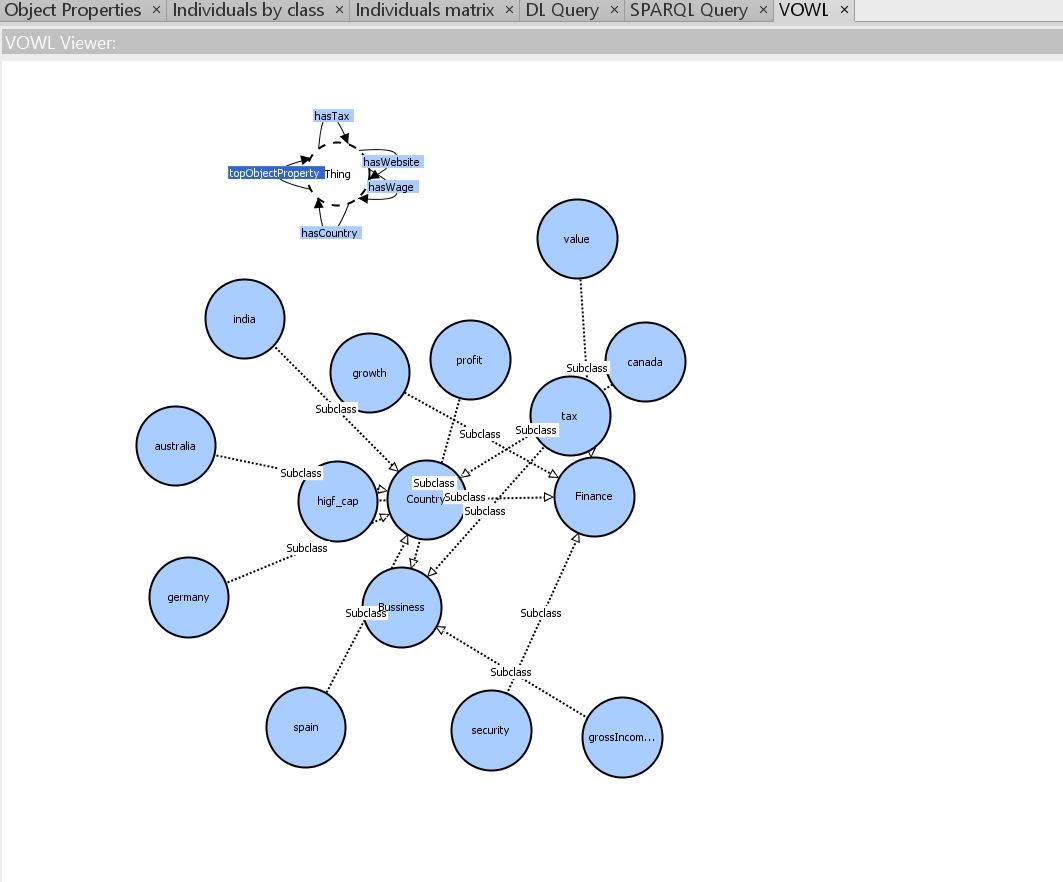 Object Properties × Individuals by class × Individuals matrix × DL Query × SPARQL Query × VOWL ×
VOWL Viewer:
hasTax
hasWebsite
topObjectProperty
Thing
hasWage
hasCountry
value
india
growth
profit
canada
Subclass
Subclass
tax
Subclass
Subclass
australia
Subclass
Subclass
higf_cap
Country
Subclass
Finance
Subclass
Subclass
germany
Bussiness
Subclass
Subclass
Subclass
spain
security
grossIncom...